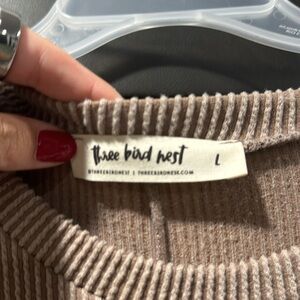 three bird nest L
@THREEBIRDNEST | THREEBIRDNEST.COM